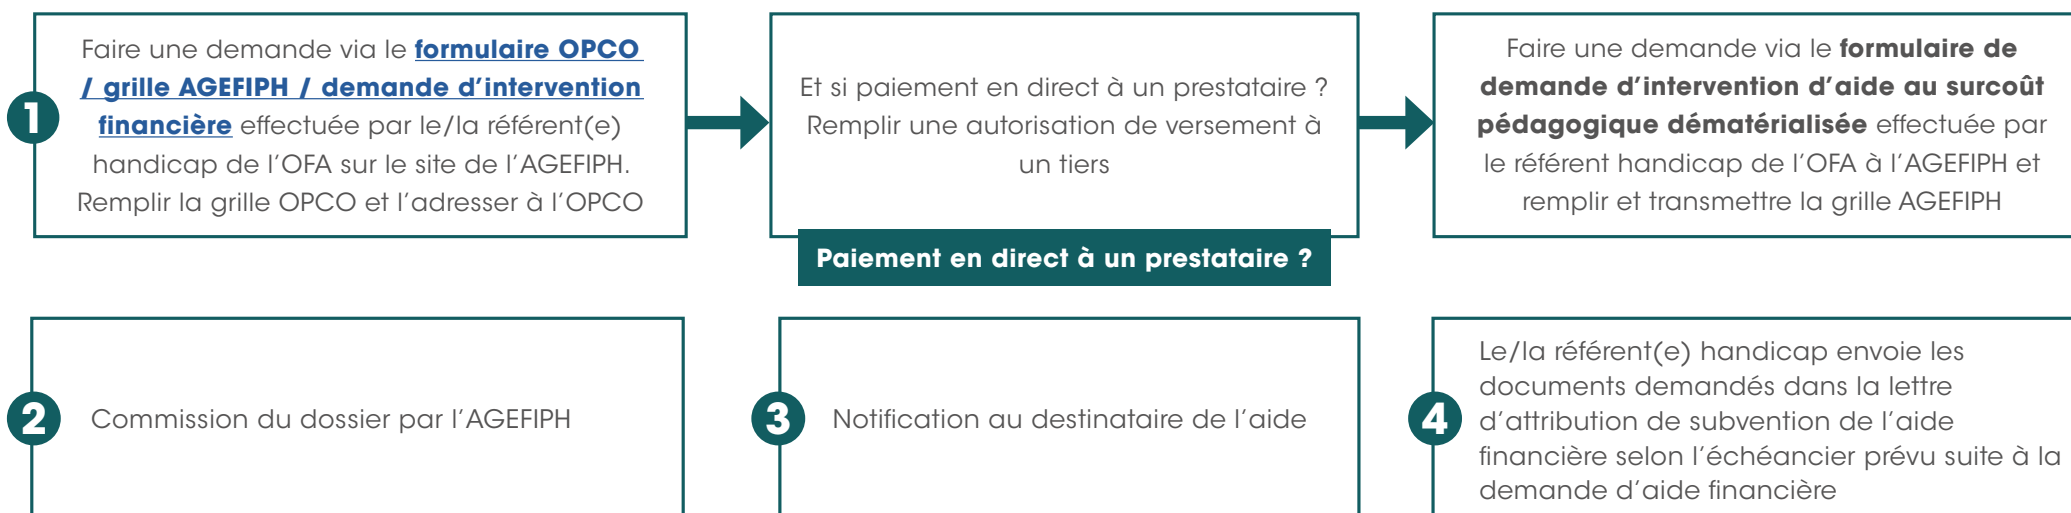 1
Faire une demande via le formulaire OPCO
/ grille AGEFIPH / demande d’intervention
financière effectuée par le/la référent(e)
handicap de l’OFA sur le site de l’AGEFIPH.
Remplir la grille OPCO et l’adresser à l’OPCO
Et si paiement en direct à un prestataire ?
Remplir une autorisation de versement à
un tiers
Paiement en direct à un prestataire ?
Faire une demande via le formulaire de
demande d’intervention d’aide au surcoût
pédagogique dématérialisée effectuée par
le référent handicap de l’OFA à l’AGEFIPH et
remplir et transmettre la grille AGEFIPH
2
Commission du dossier par l’AGEFIPH
3
Notification au destinataire de l’aide
4
Le/la référent(e) handicap envoie les
documents demandés dans la lettre
d’attribution de subvention de l’aide
financière selon l’échéancier prévu suite à la
demande d’aide financière